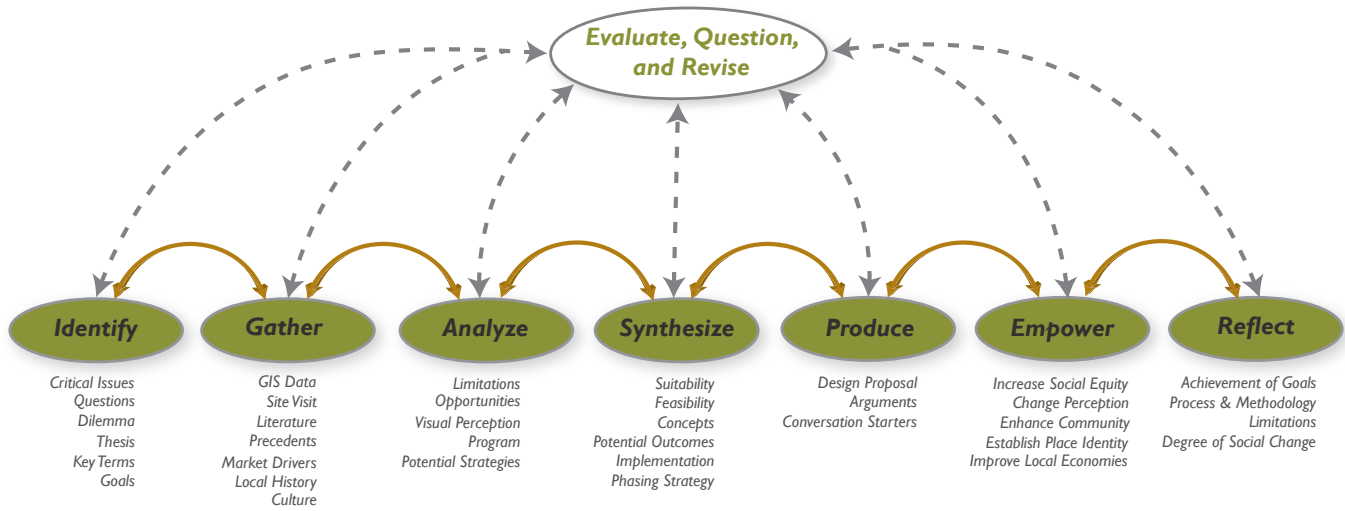 Evaluate, Question,
and Revise
Identify
Critical Issues
Questions
Dilemma
Thesis
Key Terms
Goals
Gather
GIS Data
Site Visit
Literature
Precedents
Market Drivers
Local History
Culture
Analyze
Limitations
Opportunities
Visual Perception
Program
Potential Strategies
Synthesize
Suitability
Feasibility
Concepts
Potential Outcomes
Implementation
Phasing Strategy
Produce
Design Proposal
Arguments
Conversation Starters
Empower
Increase Social Equity
Change Perception
Enhance Community
Establish Place Identity
Improve Local Economies
Reflect
Achievement of Goals
Process & Methodology
Limitations
Degree of Social Change